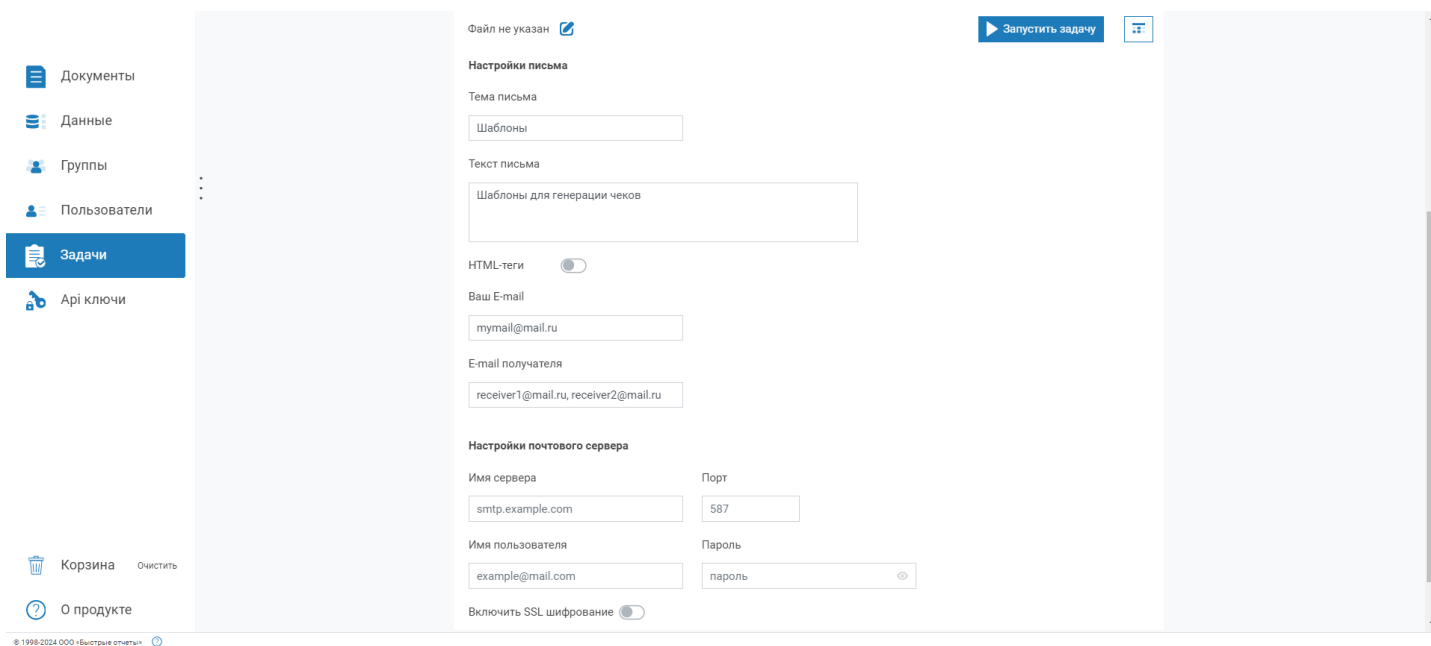 Файл не указан
Запустить задачу
Настройки письма
Тема письма
Шаблоны
Текст письма
Шаблоны для генерации чеков
HTML-теги
Ваш E-mail
mymail@mail.ru
E-mail получателя
receiver1@mail.ru, receiver2@mail.ru
Настройки почтового сервера
Имя сервера
Порт
smtp.example.com
587
Имя пользователя
Пароль
example@mail.com
пароль
Включить SSL шифрование
Документы
Данные
Группы
Пользователи
Задачи
Api ключи
Корзина
Очистить
О продукте
© 1998-2024 ООО «Быстрые отчеты»